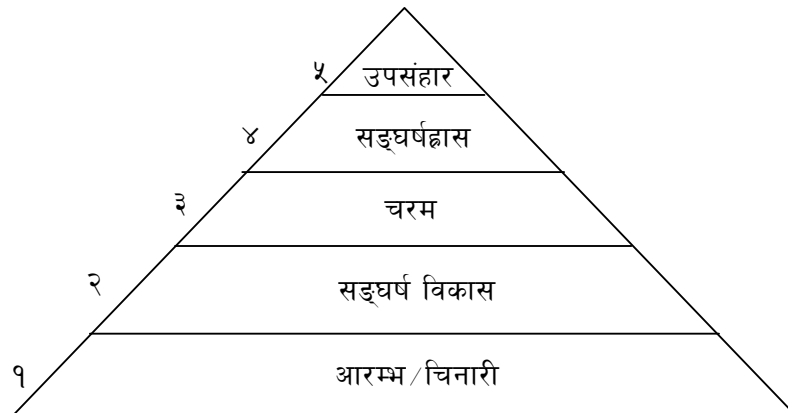 ५ उपसंहार
४ सङ्घर्षह्रास
३ चरम
२ सङ्घर्ष विकास
१ आरम्भ/चिनारी